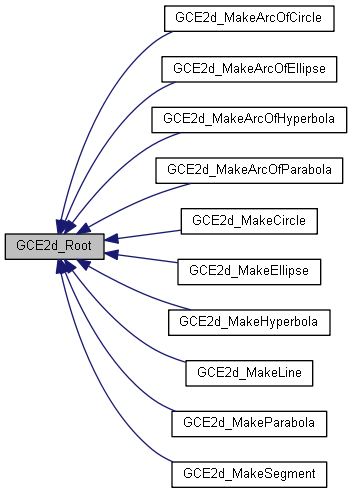 GCE2d_MakeArcOfCircle
GCE2d_MakeArcOfEllipse
GCE2d_MakeArcOfHyperbola
GCE2d_MakeArcOfParabola
GCE2d_MakeCircle
GCE2d_Root
GCE2d_MakeEllipse
GCE2d_MakeHyperbola
GCE2d_MakeLine
GCE2d_MakeParabola
GCE2d_MakeSegment